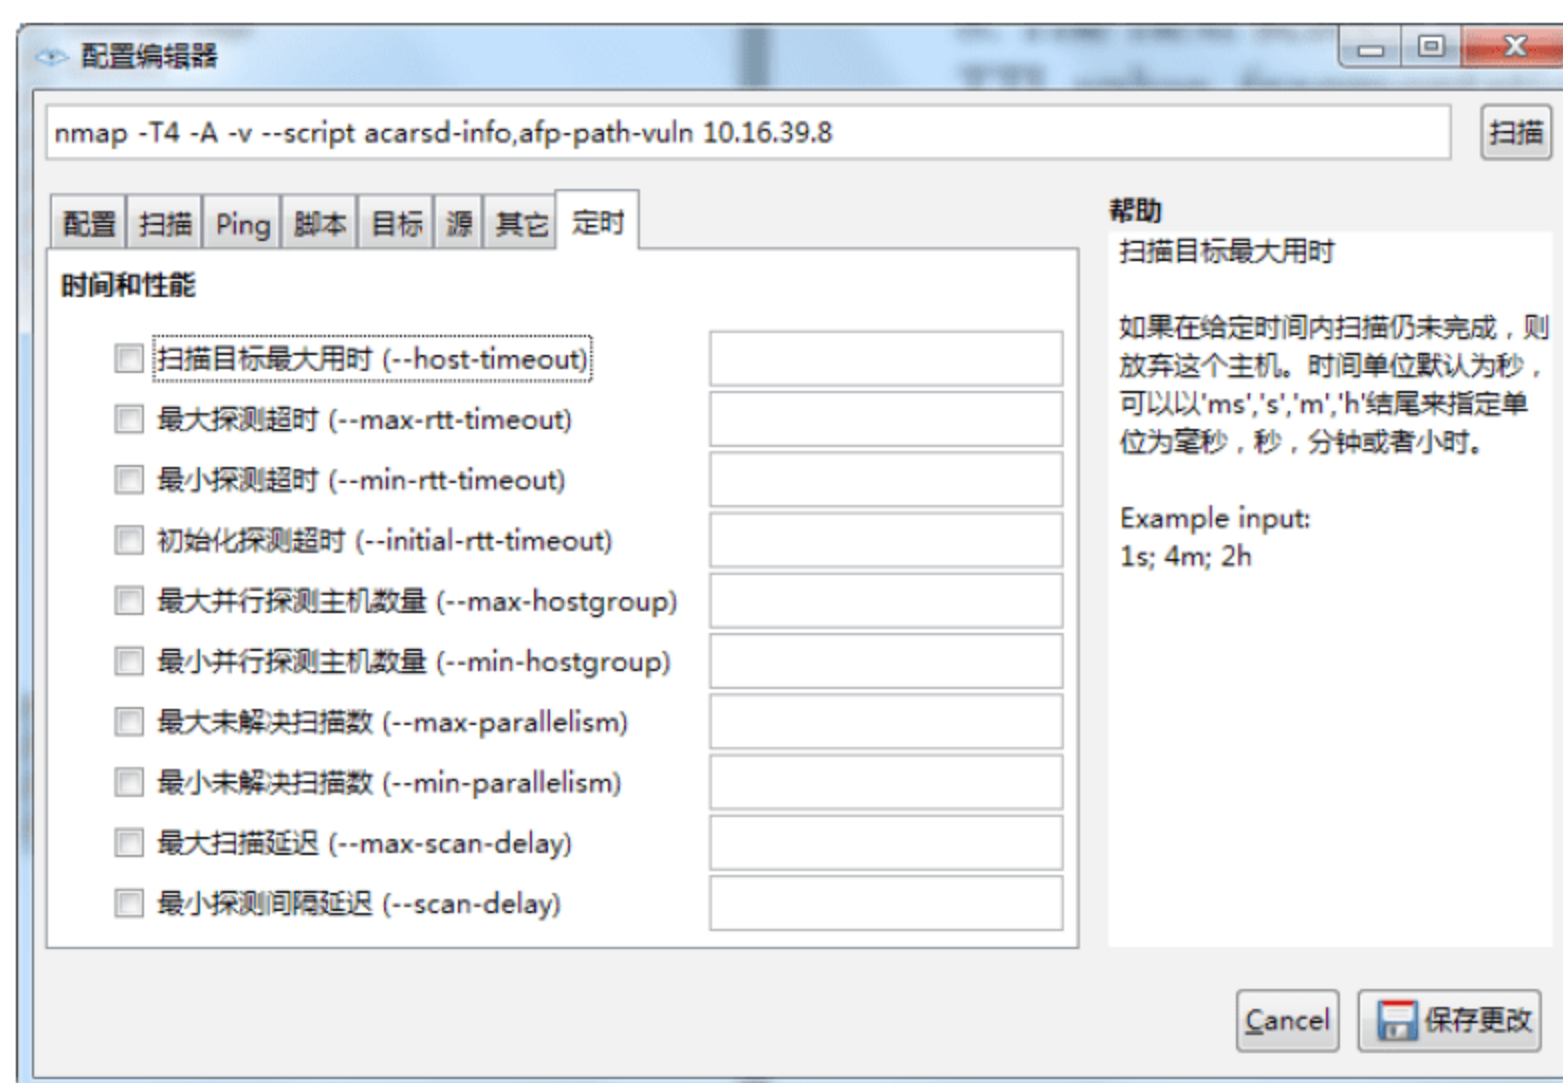 配置编辑器
nmap -T4 -A -v --script acarsd-info,afp-path-vuln 10.16.39.8
扫描
配置 扫描 Ping 脚本 目标 源 其它 定时
时间和性能
扫描目标最大用时 (--host-timeout)
最大探测超时 (--max-rtt-timeout)
最小探测超时 (--min-rtt-timeout)
初始化探测超时 (--initial-rtt-timeout)
最大并行探测主机数量 (--max-hostgroup)
最小并行探测主机数量 (--min-hostgroup)
最大未解决扫描数 (--max-parallelism)
最小未解决扫描数 (--min-parallelism)
最大扫描延迟 (--max-scan-delay)
最小探测间隔延迟 (--scan-delay)
帮助
扫描目标最大用时
如果在给定时间内扫描仍未完成，则
放弃这个主机。时间单位默认为秒，
可以以'ms','s','m','h'结尾来指定单
位为毫秒，秒，分钟或者小时。
Example input:
1s; 4m; 2h
Cancel
保存更改